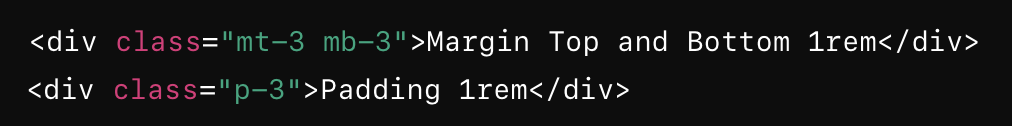 <div class="mt-3 mb-3">Margin Top and Bottom 1rem</div>
<div class="p-3">Padding 1rem</div>